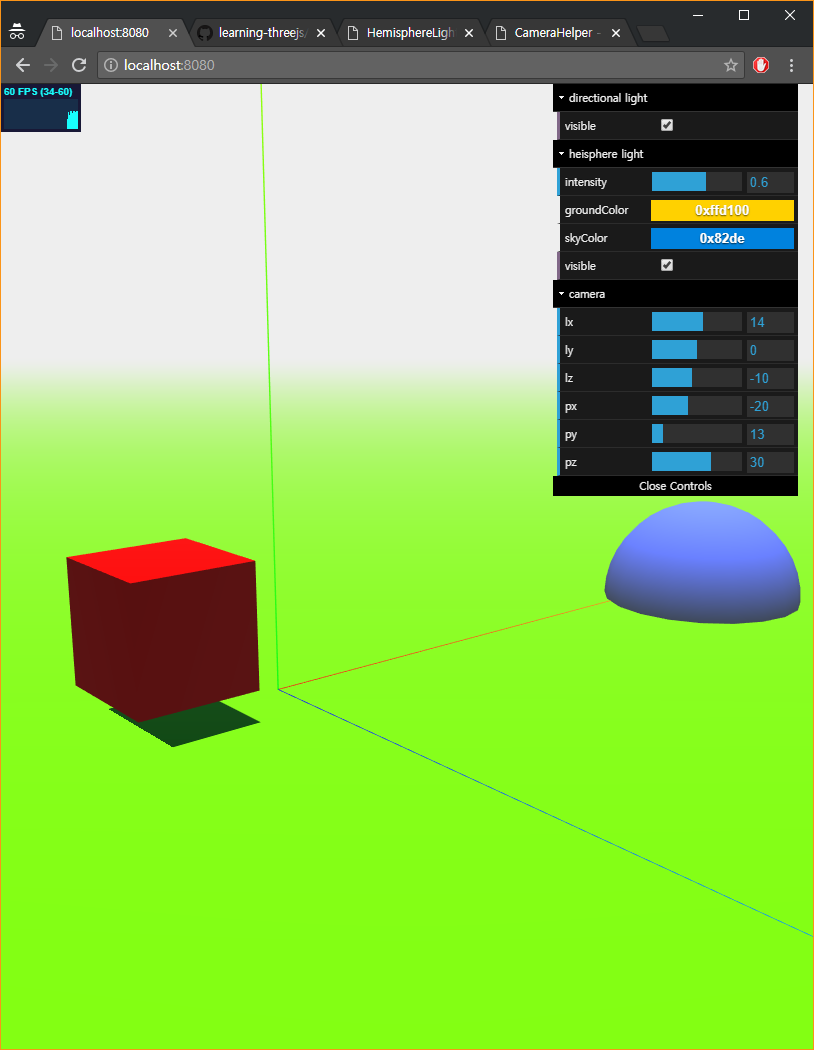 localhost:8080
learning-threejs
HemisphereLigh
CameraHelper -
localhost:8080
60 FPS (34-60)
directional light
visible
heisphere light
intensity 0.6
groundColor 0xffd100
skyColor 0x82de
visible
camera
lx 14
ly 0
lz -10
px -20
py 13
pz 30
Close Controls